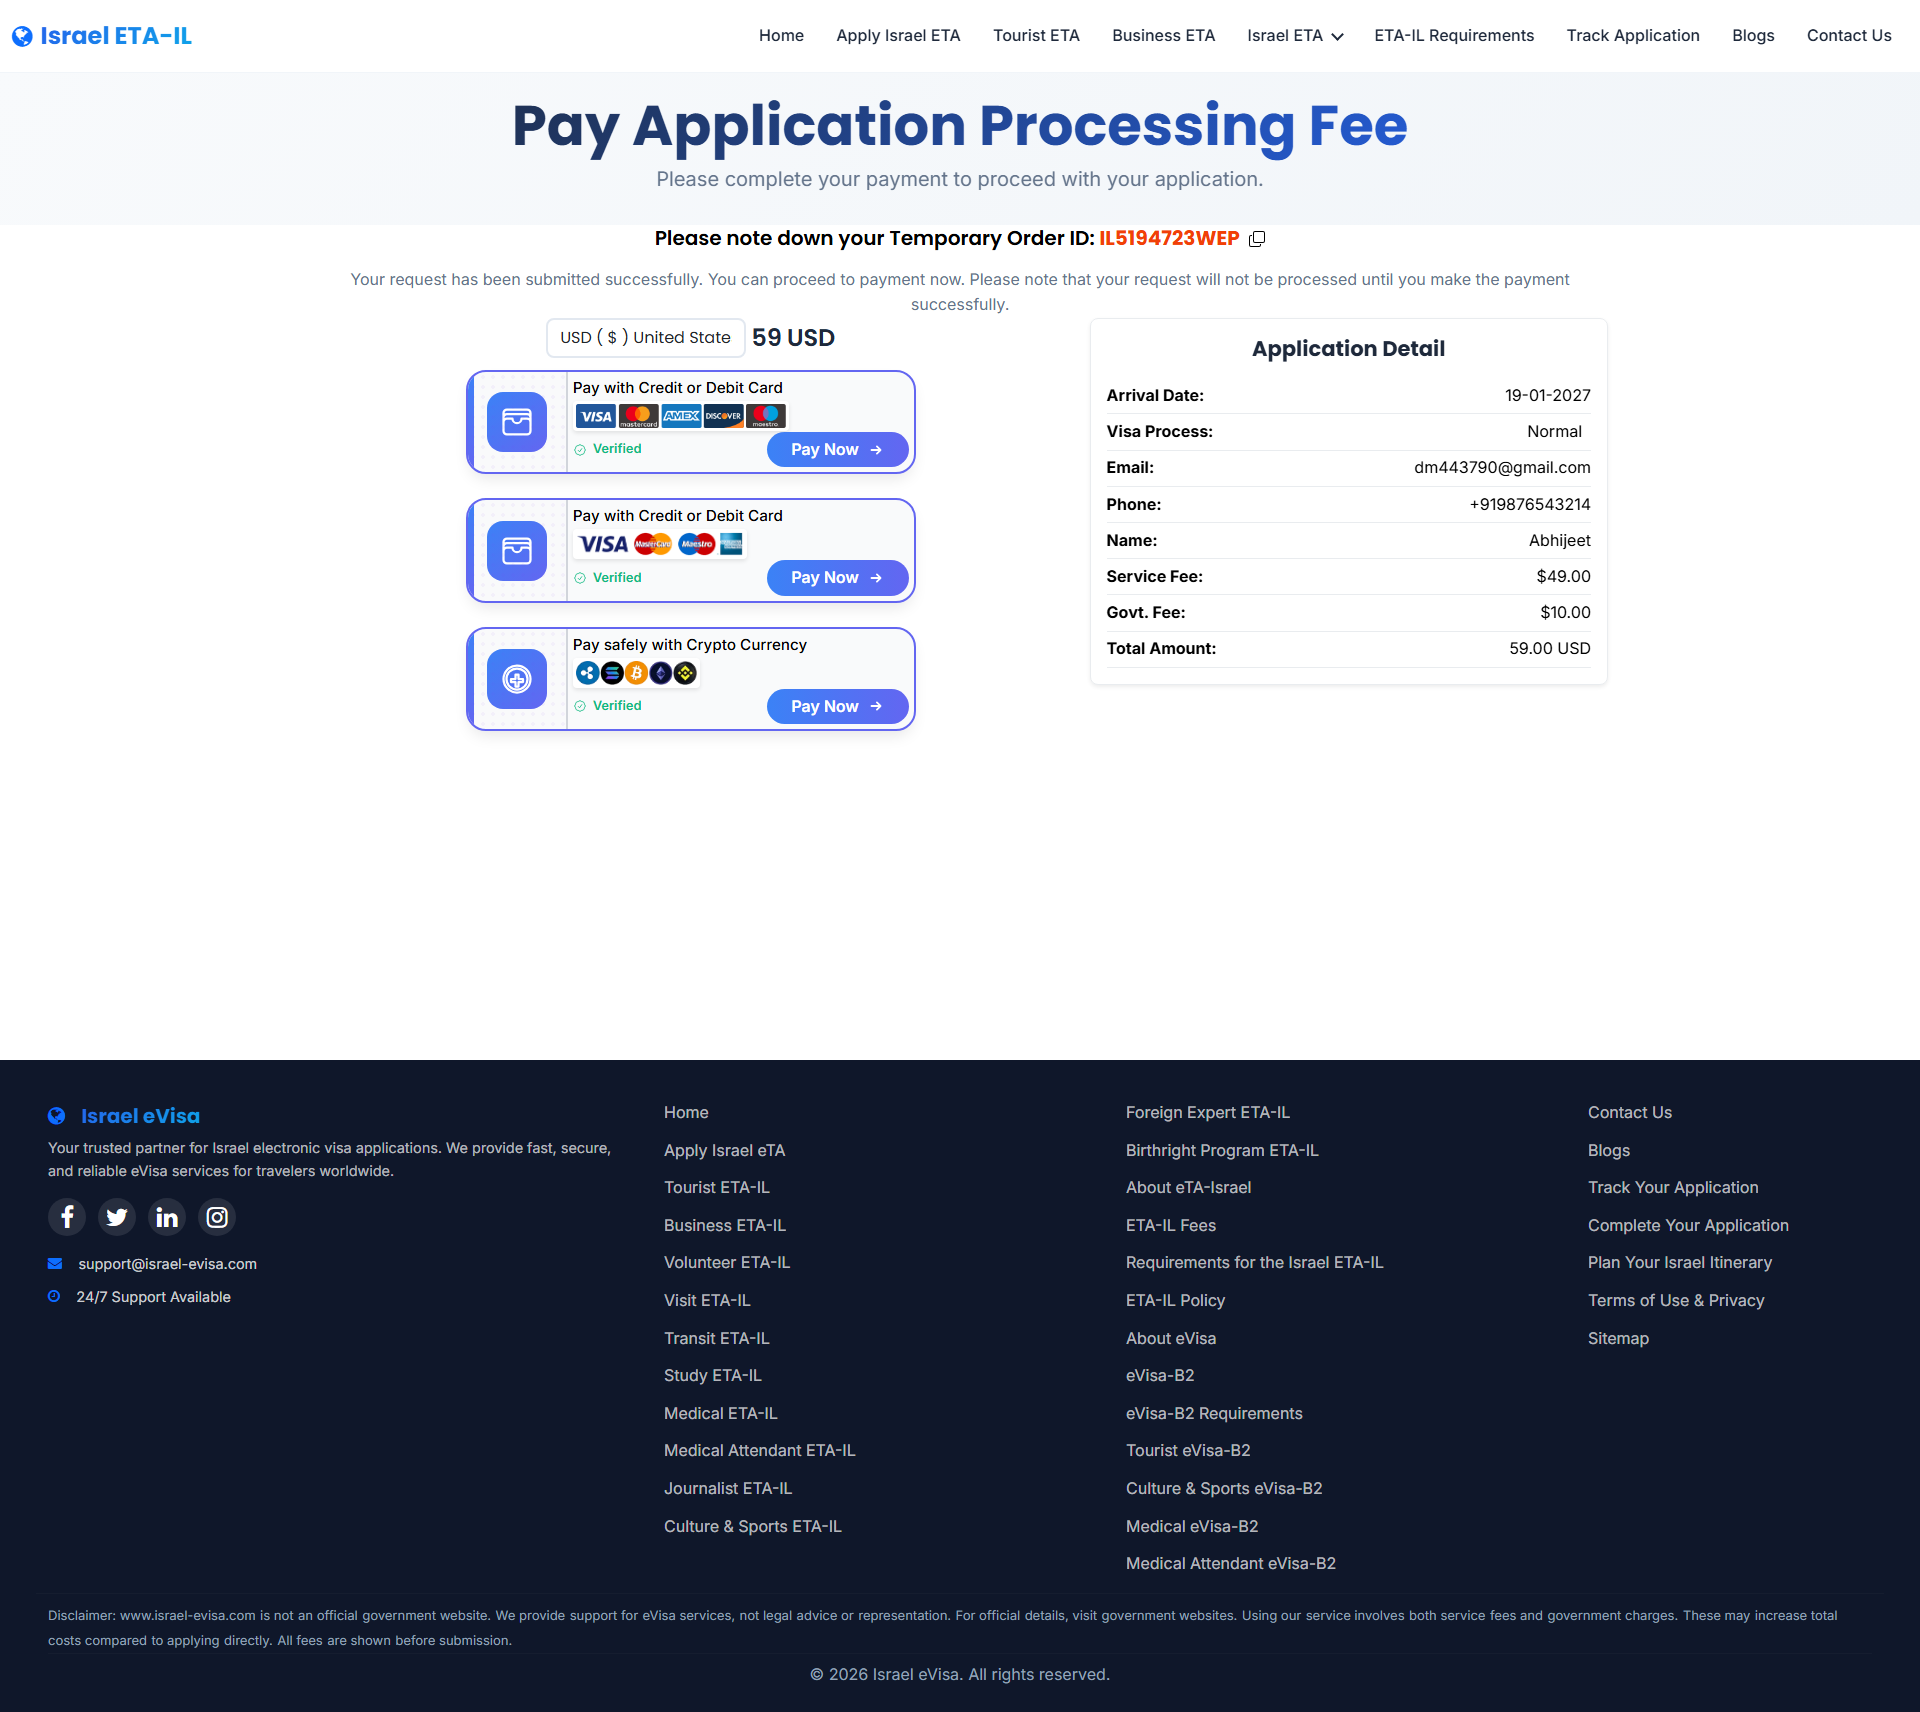 Israel ETA-IL
Home
Apply Israel ETA
Tourist ETA
Business ETA
Israel ETA
ETA-IL Requirements
Track Application
Blogs
Contact Us
Pay Application Processing Fee
Please complete your payment to proceed with your application.
Please note down your Temporary Order ID: IL5194723WEP
Your request has been submitted successfully. You can proceed to payment now. Please note that your request will not be processed until you make the payment
successfully.
USD ( $ ) United State 59 USD
Pay with Credit or Debit Card
VISA mastercard AMEX DISCOVER maestro
Verified
Pay Now
Pay with Credit or Debit Card
VISA MasterCard Maestro
Verified
Pay Now
Pay safely with Crypto Currency
Verified
Pay Now
Application Detail
Arrival Date: 19-01-2027
Visa Process: Normal
Email: dm443790@gmail.com
Phone: +919876543214
Name: Abhijeet
Service Fee: $49.00
Govt. Fee: $10.00
Total Amount: 59.00 USD
Israel eVisa
Your trusted partner for Israel electronic visa applications. We provide fast, secure,
and reliable eVisa services for travelers worldwide.
support@israel-evisa.com
24/7 Support Available
Home
Apply Israel eTA
Tourist ETA-IL
Business ETA-IL
Volunteer ETA-IL
Visit ETA-IL
Transit ETA-IL
Study ETA-IL
Medical ETA-IL
Medical Attendant ETA-IL
Journalist ETA-IL
Culture & Sports ETA-IL
Foreign Expert ETA-IL
Birthright Program ETA-IL
About eTA-Israel
ETA-IL Fees
Requirements for the Israel ETA-IL
ETA-IL Policy
About eVisa
eVisa-B2
eVisa-B2 Requirements
Tourist eVisa-B2
Culture & Sports eVisa-B2
Medical eVisa-B2
Medical Attendant eVisa-B2
Contact Us
Blogs
Track Your Application
Complete Your Application
Plan Your Israel Itinerary
Terms of Use & Privacy
Sitemap
Disclaimer: www.israel-evisa.com is not an official government website. We provide support for eVisa services, not legal advice or representation. For official details, visit government websites. Using our service involves both service fees and government charges. These may increase total
costs compared to applying directly. All fees are shown before submission.
© 2026 Israel eVisa. All rights reserved.